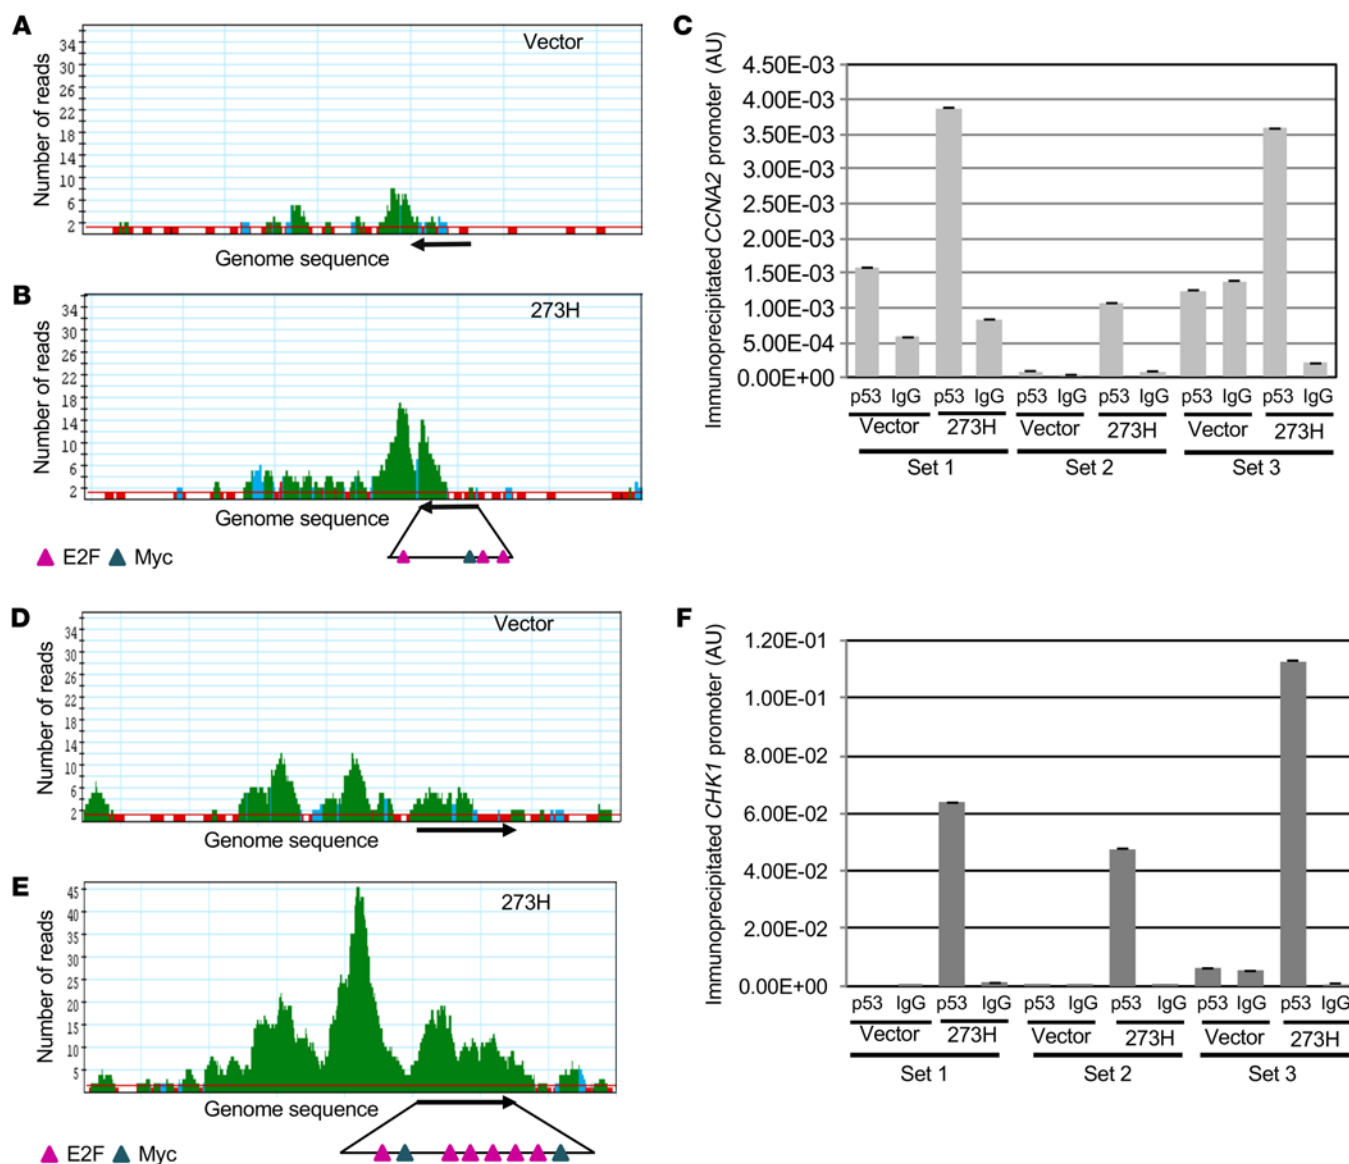 A
Vector
Number of reads
34
30
26
22
18
14
10
6
2
Genome sequence
B
273H
Number of reads
34
30
26
22
18
14
10
6
2
Genome sequence
E2F Myc
C
Immunoprecipitated CCNA2 promoter (AU)
4.50E-03
4.00E-03
3.50E-03
3.00E-03
2.50E-03
2.00E-03
1.50E-03
1.00E-03
5.00E-04
0.00E+00
p53 IgG p53 IgG p53 IgG p53 IgG p53 IgG p53 IgG
Vector 273H Vector 273H Vector 273H
Set 1 Set 2 Set 3
D
Vector
Number of reads
34
30
26
22
18
14
10
6
2
Genome sequence
E
273H
Number of reads
45
40
35
30
25
20
15
10
5
Genome sequence
E2F Myc
F
Immunoprecipitated CHK1 promoter (AU)
1.20E-01
1.00E-01
8.00E-02
6.00E-02
4.00E-02
2.00E-02
0.00E+00
p53 IgG p53 IgG p53 IgG p53 IgG p53 IgG p53 IgG
Vector 273H Vector 273H Vector 273H
Set 1 Set 2 Set 3